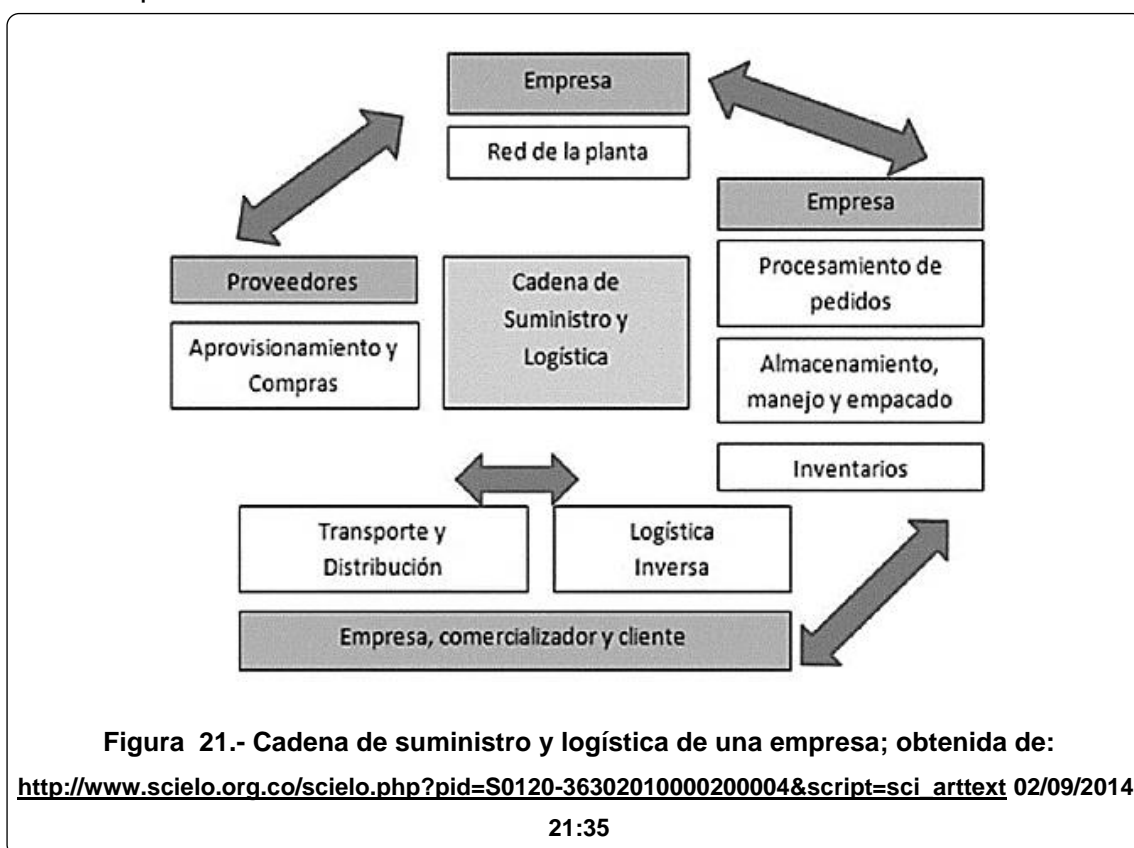 Empresa
Red de la planta
Empresa
Procesamiento de
pedidos
Almacenamiento,
manejo y empacado
Inventarios
Proveedores
Aprovisionamiento y
Compras
Cadena de
Suministro y
Logística
Transporte y
Distribución
Logística
Inversa
Empresa, comercializador y cliente
Figura 21.- Cadena de suministro y logística de una empresa; obtenida de:
http://www.scielo.org.co/scielo.php?pid=S0120-36302010000200004&script=sci_arttext 02/09/2014
21:35